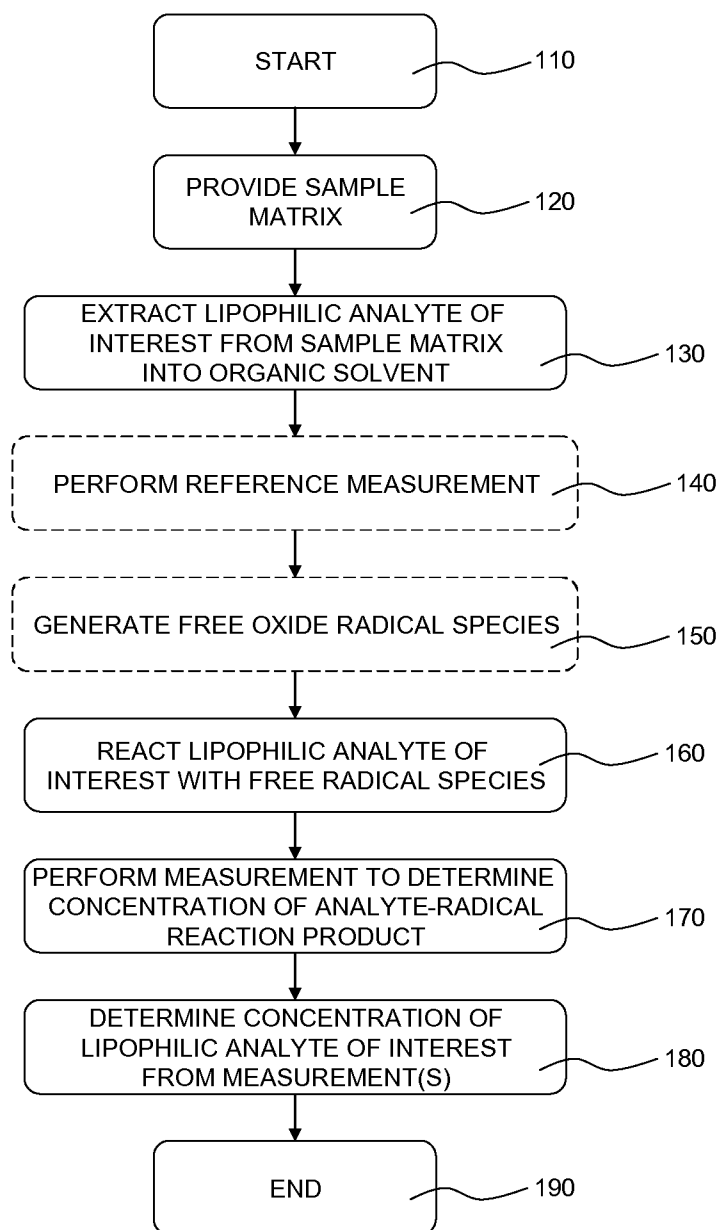 START
110
PROVIDE SAMPLE
MATRIX
120
EXTRACT LIPOPHILIC ANALYTE OF
INTEREST FROM SAMPLE MATRIX
INTO ORGANIC SOLVENT
130
PERFORM REFERENCE MEASUREMENT
140
GENERATE FREE OXIDE RADICAL SPECIES
150
REACT LIPOPHILIC ANALYTE OF
INTEREST WITH FREE RADICAL SPECIES
160
PERFORM MEASUREMENT TO DETERMINE
CONCENTRATION OF ANALYTE-RADICAL
REACTION PRODUCT
170
DETERMINE CONCENTRATION OF
LIPOPHILIC ANALYTE OF INTEREST
FROM MEASUREMENT(S)
180
END
190